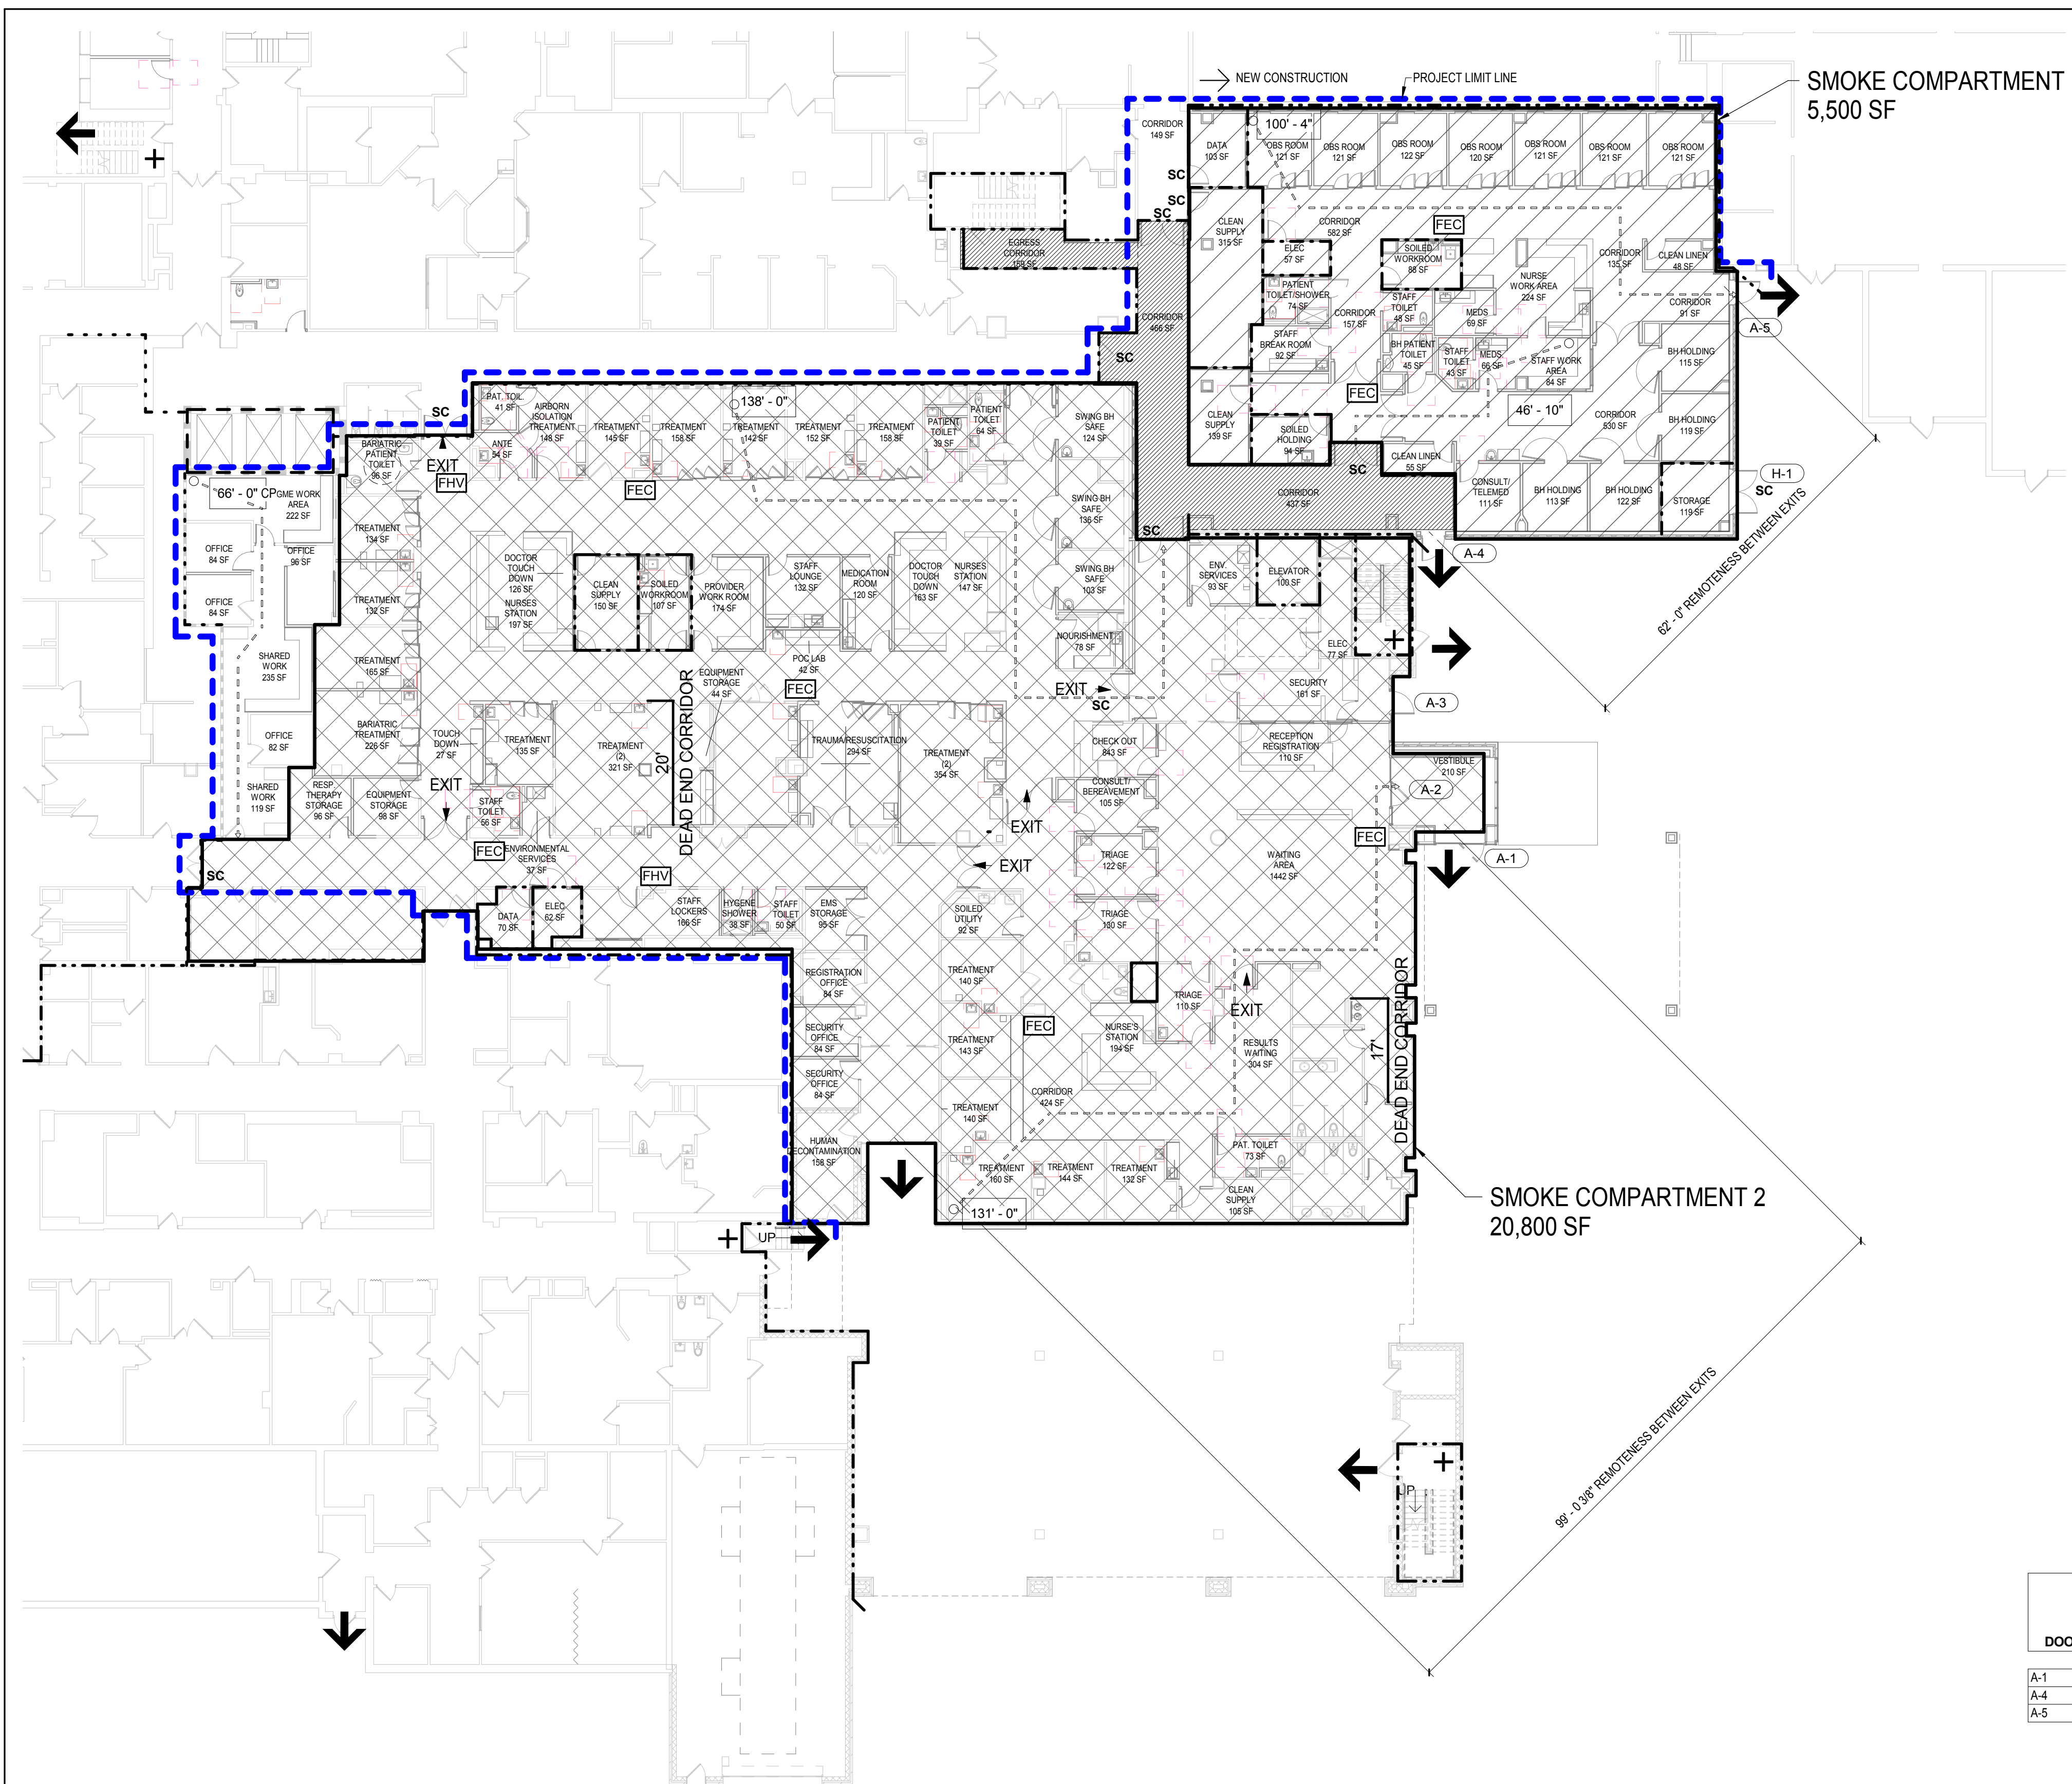 NEW CONSTRUCTION
PROJECT LIMIT LINE
SMOKE COMPARTMENT
5,500 SF
CORRIDOR
149 SF
DATA
103 SF
100' - 4"
OBS ROOM
121 SF
OBS ROOM
121 SF
OBS ROOM
122 SF
OBS ROOM
120 SF
OBS ROOM
121 SF
OBS ROOM
121 SF
OBS ROOM
121 SF
SC
SC
SC
CLEAN
SUPPLY
315 SF
CORRIDOR
582 SF
FEC
EGRESS
CORRIDOR
159 SF
ELEC
57 SF
SOILED
WORKROOM
88 SF
CORRIDOR
135 SF
CLEAN LINEN
48 SF
NURSE
WORK AREA
224 SF
PATIENT
TOILET/SHOWER
74 SF
STAFF
TOILET
48 SF
MEDS
69 SF
CORRIDOR
91 SF
A-5
CORRIDOR
466 SF
CORRIDOR
157 SF
STAFF
BREAK ROOM
92 SF
BH PATIENT
TOILET
45 SF
STAFF
TOILET
43 SF
MEDS
66 SF
STAFF WORK
AREA
84 SF
BH HOLDING
115 SF
SC
FEC
46' - 10"
CORRIDOR
530 SF
BH HOLDING
119 SF
CLEAN
SUPPLY
139 SF
SOILED
HOLDING
94 SF
CLEAN LINEN
55 SF
SC
CONSULT/
TELEMED
111 SF
BH HOLDING
113 SF
BH HOLDING
122 SF
STORAGE
119 SF
H-1
SC
CORRIDOR
437 SF
SC
A-4
62' - 0" REMOTENESS BETWEEN EXITS
PAT. TOIL.
41 SF
AIRBORN
ISOLATION
TREATMENT
148 SF
ANTE
54 SF
TREATMENT
145 SF
TREATMENT
158 SF
138' - 0"
TREATMENT
142 SF
TREATMENT
152 SF
TREATMENT
158 SF
PATIENT
TOILET
39 SF
PATIENT
TOILET
64 SF
SWING BH
SAFE
124 SF
SC
BARIATRIC
PATIENT
TOILET
96 SF
EXIT
FHV
FEC
66' - 0" CP
GME WORK
AREA
222 SF
SWING BH
SAFE
136 SF
TREATMENT
134 SF
OFFICE
84 SF
OFFICE
96 SF
DOCTOR
TOUCH
DOWN
126 SF
NURSES
STATION
197 SF
CLEAN
SUPPLY
150 SF
SOILED
WORKROOM
107 SF
PROVIDER
WORK ROOM
174 SF
STAFF
LOUNGE
132 SF
MEDICATION
ROOM
120 SF
DOCTOR
TOUCH
DOWN
163 SF
NURSES
STATION
147 SF
SWING BH
SAFE
103 SF
ENV.
SERVICES
93 SF
ELEVATOR
100 SF
TREATMENT
132 SF
OFFICE
84 SF
NOURISHMENT
78 SF
ELEC
77 SF
SHARED
WORK
235 SF
TREATMENT
165 SF
POC LAB
42 SF
EQUIPMENT
STORAGE
44 SF
FEC
EXIT
SC
SECURITY
161 SF
A-3
OFFICE
82 SF
BARIATRIC
TREATMENT
226 SF
TOUCH
DOWN
27 SF
TREATMENT
135 SF
TREATMENT
(2)
321 SF
20'
DEAD END CORRIDOR
TRAUMA/RESUSCITATION
294 SF
TREATMENT
(2)
354 SF
CHECK OUT
843 SF
RECEPTION
REGISTRATION
110 SF
VESTIBULE
210 SF
A-2
CONSULT/
BEREAVEMENT
105 SF
SHARED
WORK
119 SF
RESP.
THERAPY
STORAGE
96 SF
EQUIPMENT
STORAGE
98 SF
EXIT
STAFF
TOILET
56 SF
EXIT
FEC
FEC
ENVIRONMENTAL
SERVICES
37 SF
TRIAGE
122 SF
WAITING
AREA
1442 SF
A-1
EXIT
SC
FHV
DATA
70 SF
ELEC
62 SF
STAFF
LOCKERS
166 SF
HYGENE
SHOWER
38 SF
STAFF
TOILET
50 SF
EMS
STORAGE
95 SF
SOILED
UTILITY
92 SF
TRIAGE
130 SF
REGISTRATION
OFFICE
84 SF
TREATMENT
140 SF
TRIAGE
110 SF
EXIT
SECURITY
OFFICE
84 SF
TREATMENT
143 SF
FEC
NURSE'S
STATION
194 SF
RESULTS
WAITING
304 SF
17'
DEAD END CORRIDOR
SECURITY
OFFICE
84 SF
TREATMENT
140 SF
CORRIDOR
424 SF
HUMAN
DECONTAMINATION
158 SF
TREATMENT
160 SF
TREATMENT
144 SF
TREATMENT
132 SF
PAT. TOILET
73 SF
CLEAN
SUPPLY
105 SF
131' - 0"
SMOKE COMPARTMENT 2
20,800 SF
UP
99' - 0 3/8" REMOTENESS BETWEEN EXITS
UP
DOO
A-1
A-4
A-5